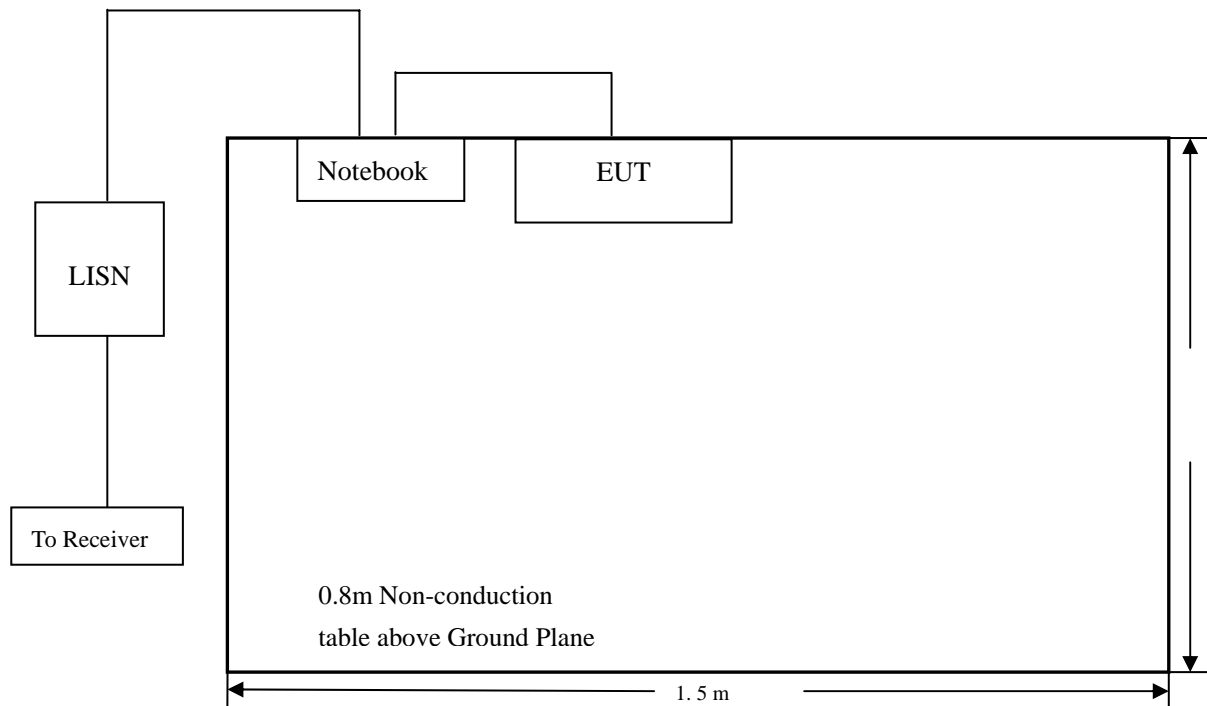 Notebook
EUT
LISN
To Receiver
0.8m Non-conduction
table above Ground Plane
1. 5 m